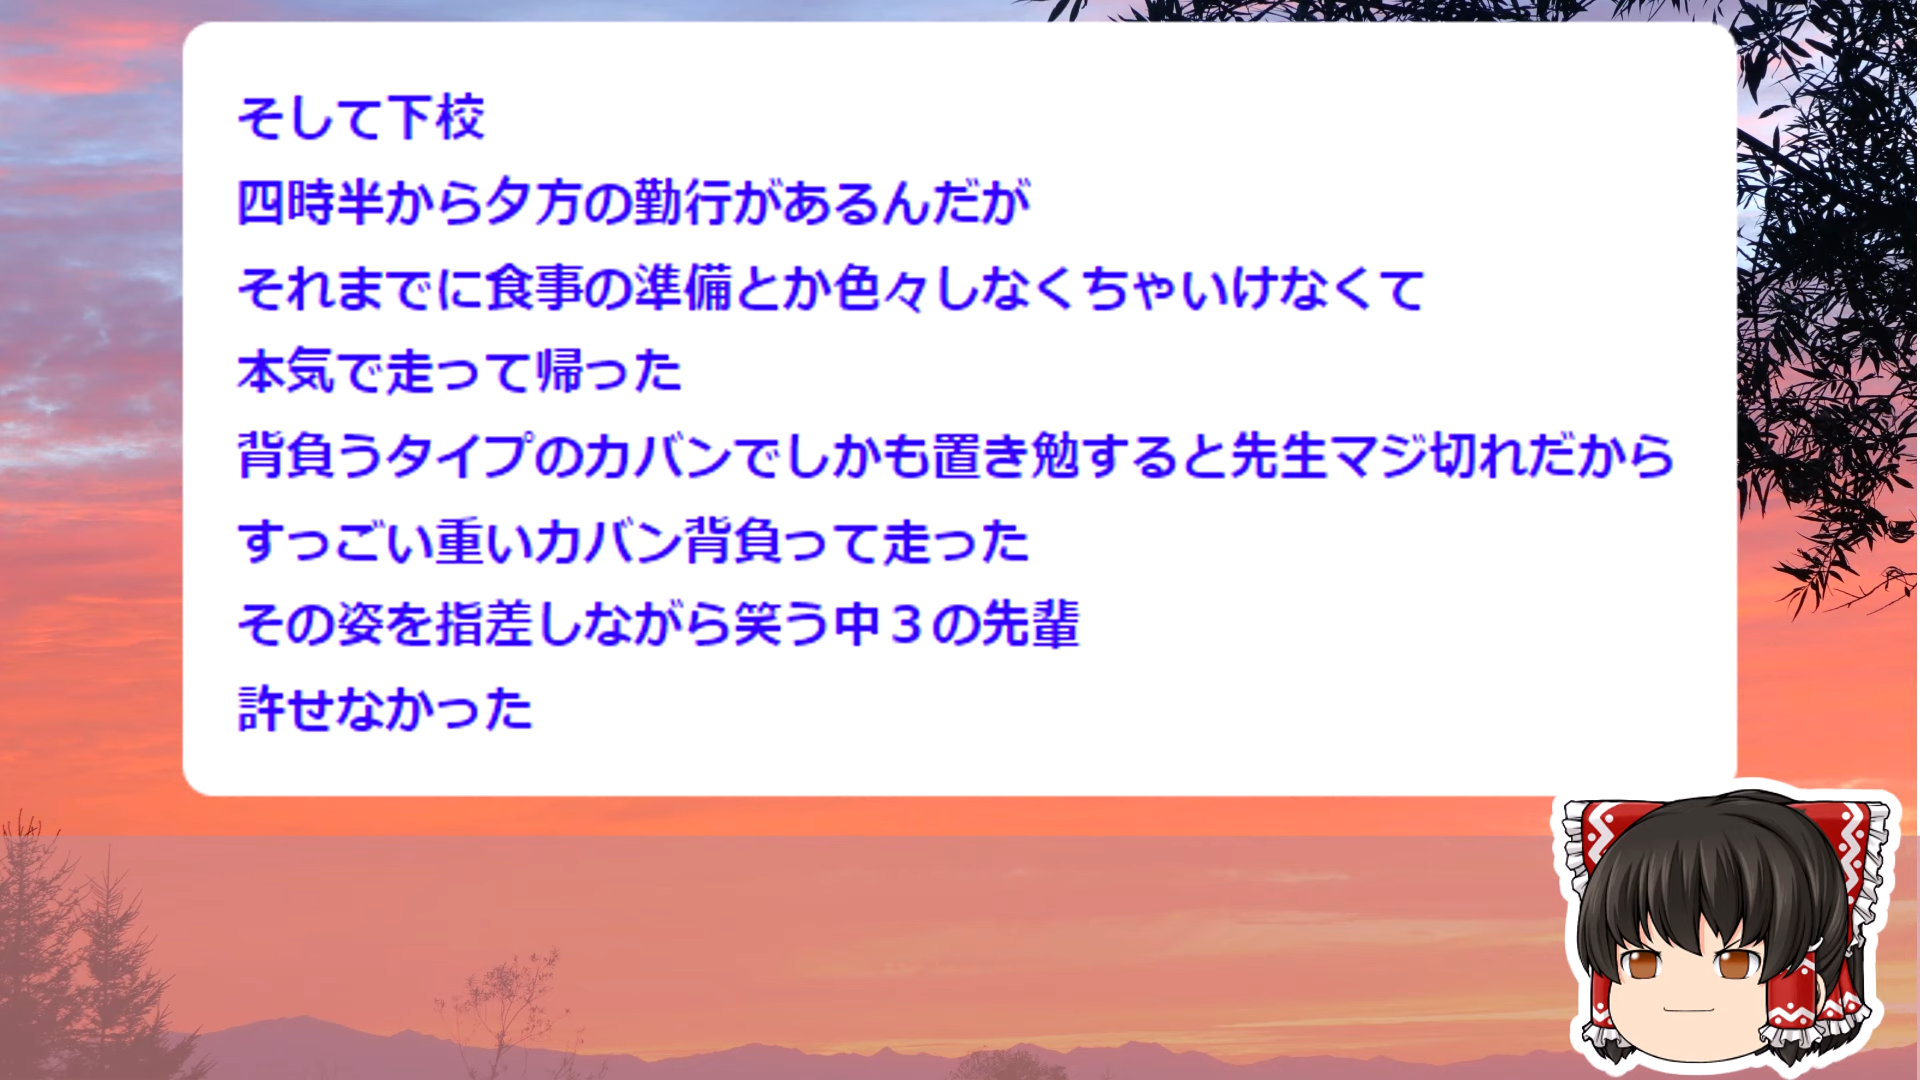 そして下校
四時半から夕方の勤行があるんだが
それまでに食事の準備とか色々しなくちゃいけなくて
本気で走って帰った
背負うタイプのカバンでしかも置き勉すると先生マジ切れだから
すっごい重いカバン背負って走った
その姿を指差しながら笑う中３の先輩
許せなかった